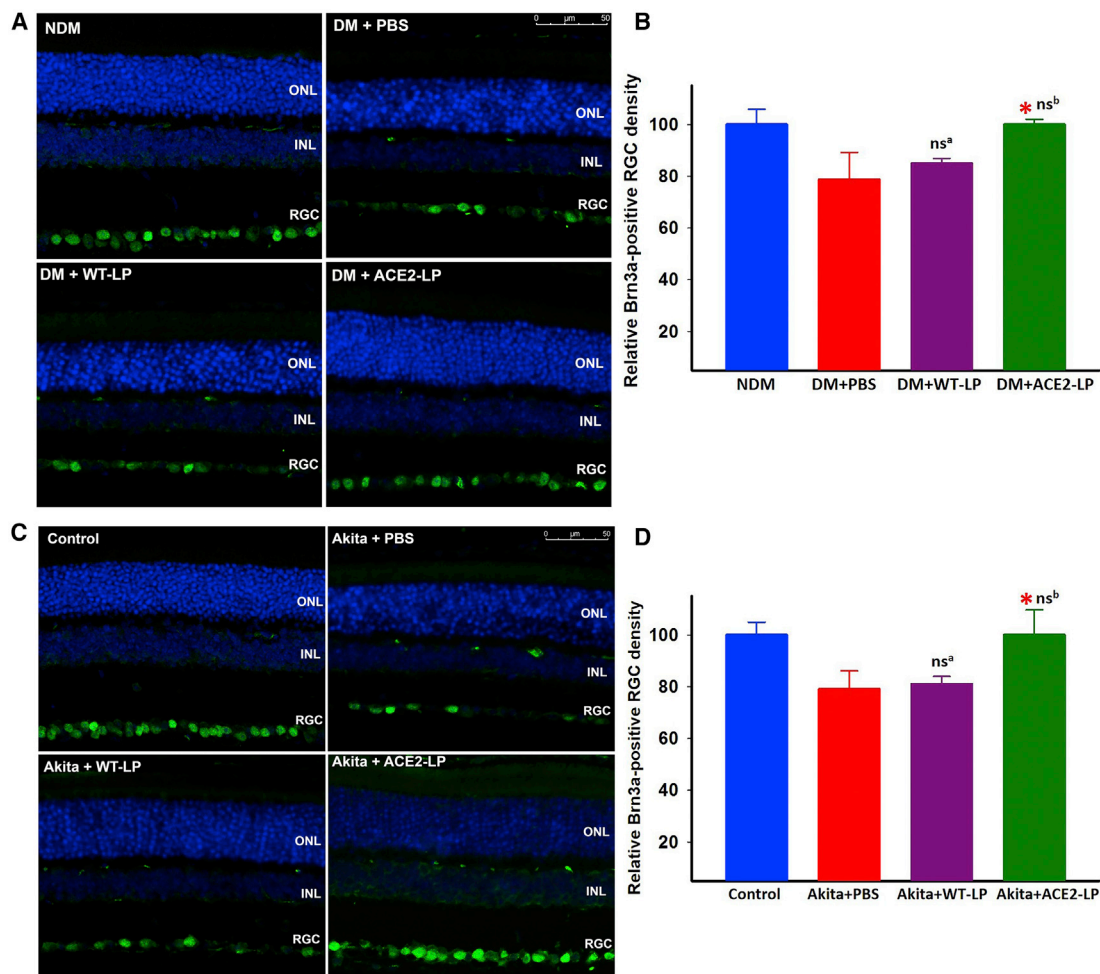 A
NDM
ONL
INL
RGC
DM + PBS
0 µm 50
ONL
INL
RGC
DM + WT-LP
ONL
INL
RGC
DM + ACE2-LP
ONL
INL
RGC
B
Relative Brn3a-positive RGC density
100
80
60
40
20
nsᵃ
* nsᵇ
NDM DM+PBS DM+WT-LP DM+ACE2-LP
C
Control
ONL
INL
RGC
Akita + PBS
0 µm 50
ONL
INL
RGC
Akita + WT-LP
ONL
INL
RGC
Akita + ACE2-LP
ONL
INL
RGC
D
Relative Brn3a-positive RGC density
100
80
60
40
20
nsᵃ
* nsᵇ
Control Akita+PBS Akita+WT-LP Akita+ACE2-LP